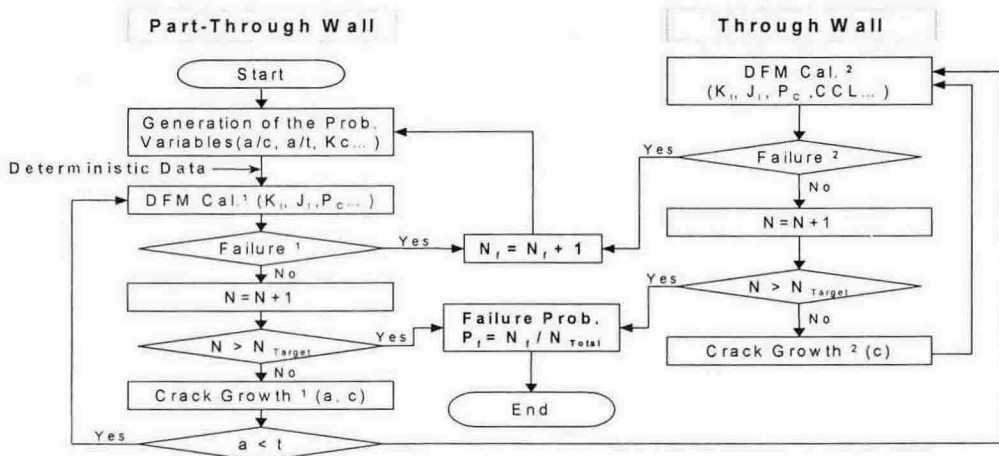 Part-Through Wall
Start
Generation of the Prob.
Variables(a/c, a/t, Kc...)
Deterministic Data
DFM Cal.¹ (K_I, J_I, P_C...)
Failure ¹
Yes
No
N=N+1
N > N_Target
Yes
No
Crack Growth ¹ (a, c)
Yes
a < t
N_f = N_f + 1
Failure Prob.
P_f = N_f / N_Total
End
Through Wall
DFM Cal. ²
(K_I, J_I, P_C, CCL...)
Yes
Failure ²
No
N=N+1
Yes
N > N_Target
No
Crack Growth ² (c)